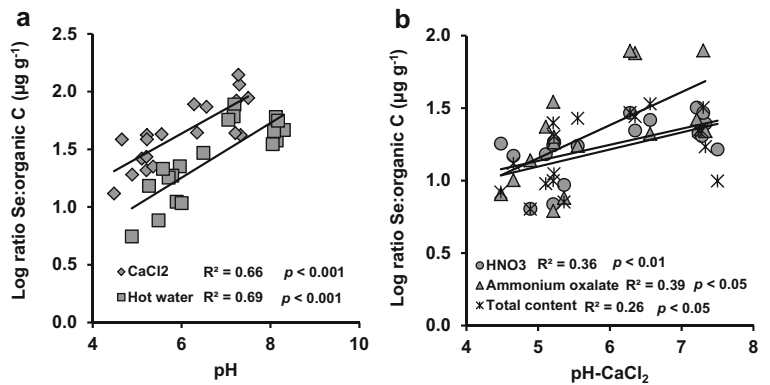 a
Log ratio Se:organic C (µg g⁻¹)
2.5
2.0
1.5
1.0
0.5
0.0
CaCl2 R² = 0.66 p < 0.001
Hot water R² = 0.69 p < 0.001
4 6 8 10
pH
b
Log ratio Se:organic C (µg g⁻¹)
2.0
1.5
1.0
0.5
0.0
HNO3 R² = 0.36 p < 0.01
Ammonium oxalate R² = 0.39 p < 0.05
Total content R² = 0.26 p < 0.05
4 5 6 7 8
pH-CaCl₂